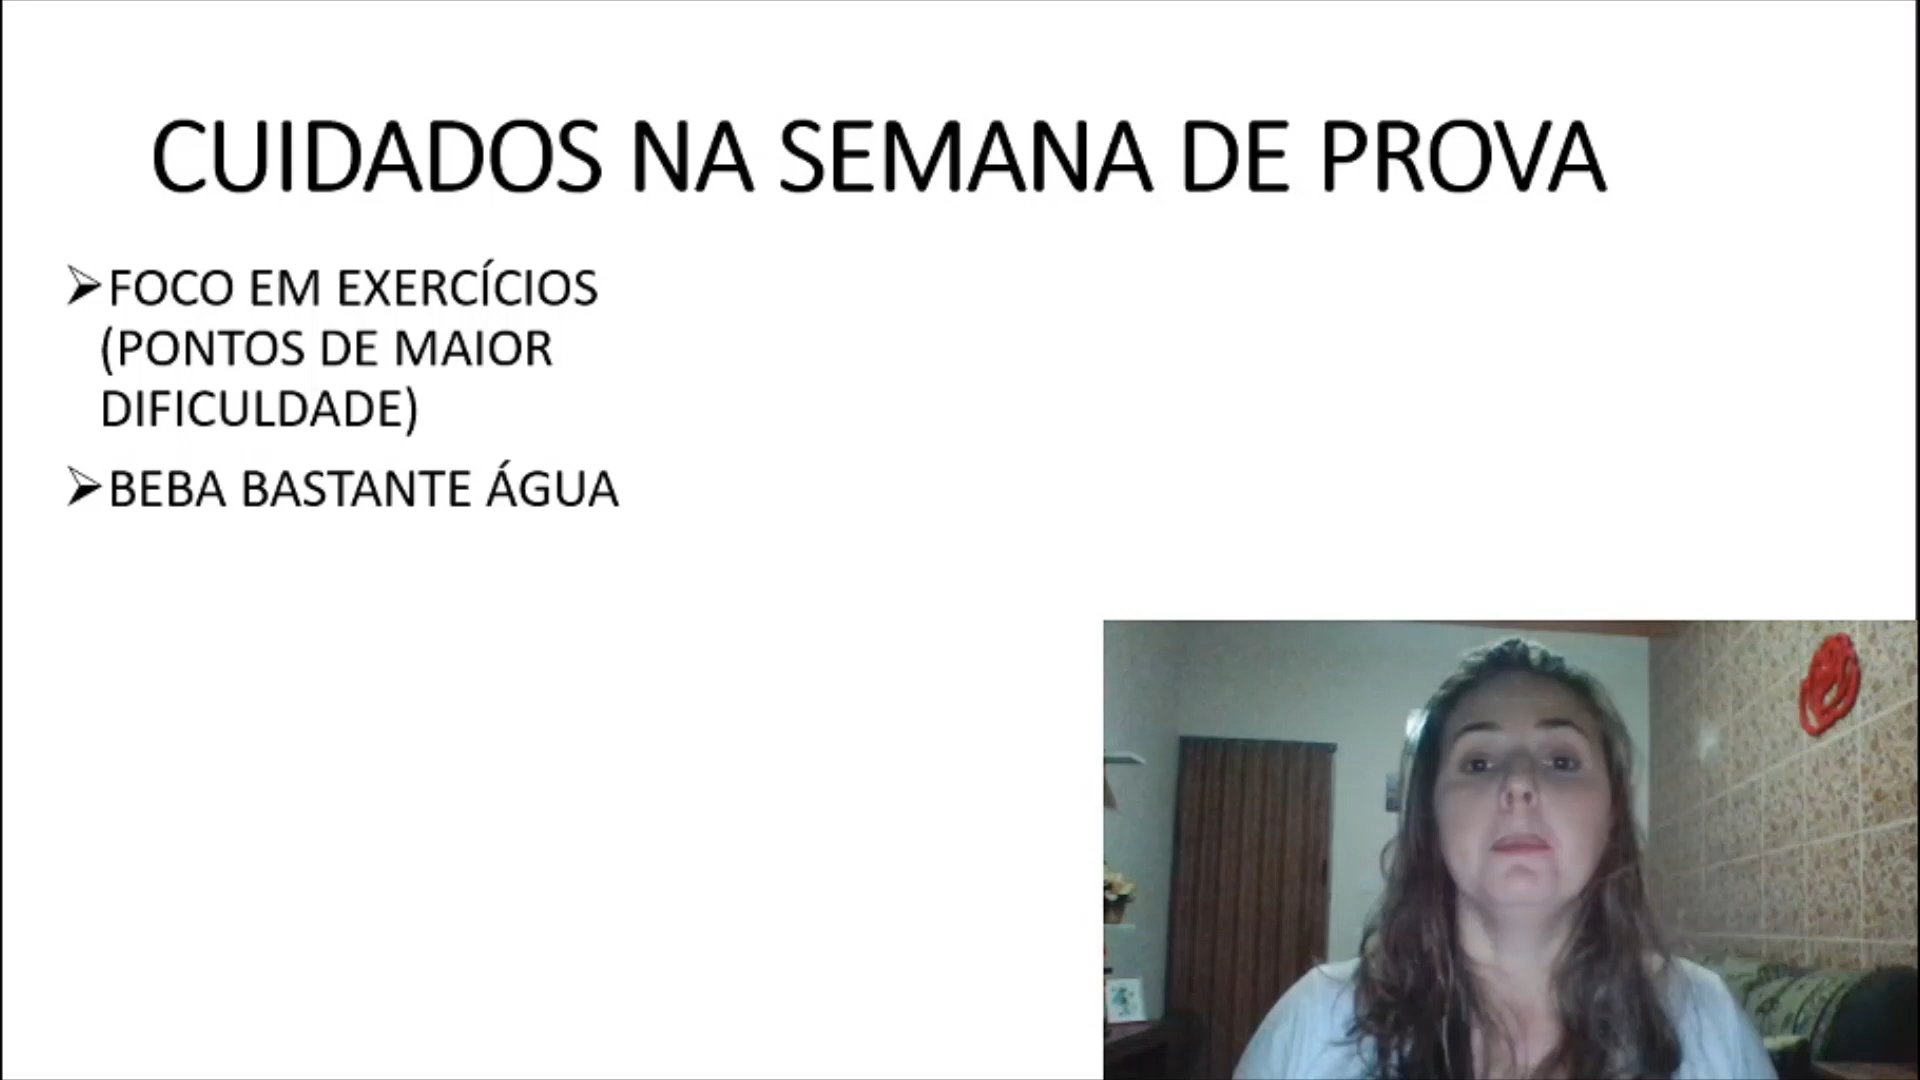 CUIDADOS NA SEMANA DE PROVA
➢FOCO EM EXERCÍCIOS
(PONTOS DE MAIOR
DIFICULDADE)
➢BEBA BASTANTE ÁGUA